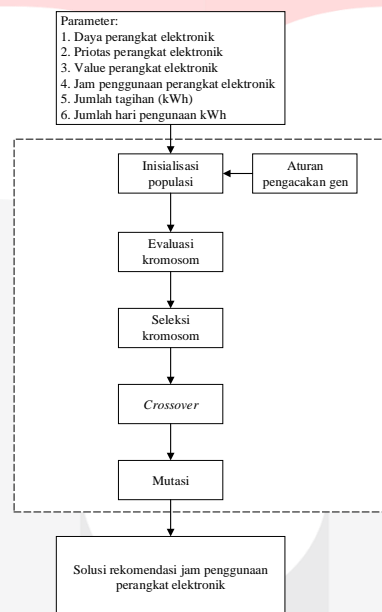 Parameter:
1. Daya perangkat elektronik
2. Priotas perangkat elektronik
3. Value perangkat elektronik
4. Jam penggunaan perangkat elektronik
5. Jumlah tagihan (kWh)
6. Jumlah hari pengunaan kWh
Inisialisasi
populasi
Aturan
pengacakan gen
Evaluasi
kromosom
Seleksi
kromosom
Crossover
Mutasi
Solusi rekomendasi jam penggunaan
perangkat elektronik